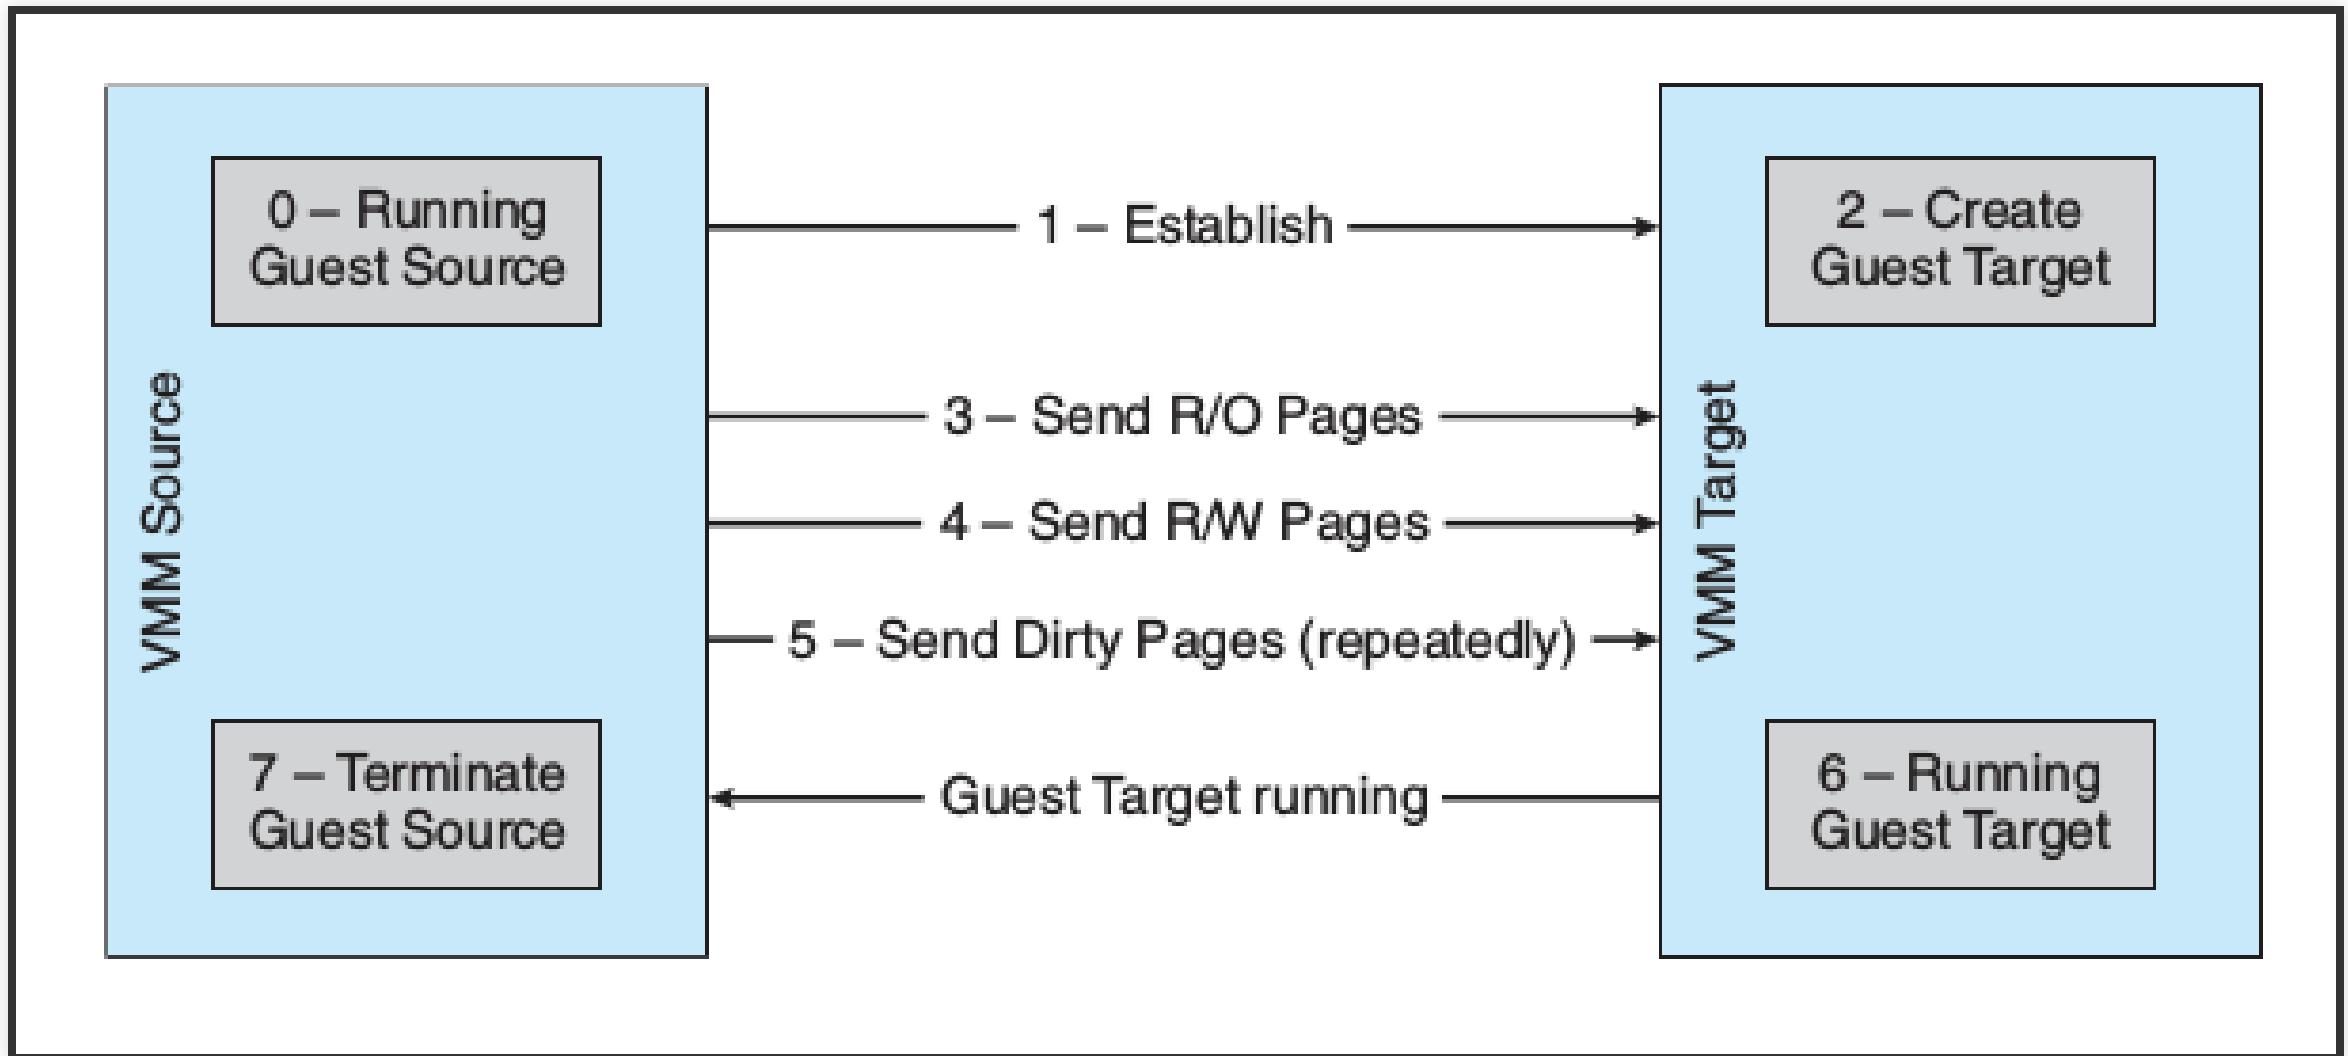 0 – Running
Guest Source
1 – Establish
2 – Create
Guest Target
VMM Source
3 – Send R/O Pages
4 – Send R/W Pages
5 – Send Dirty Pages (repeatedly)
VMM Target
7 – Terminate
Guest Source
Guest Target running
6 – Running
Guest Target